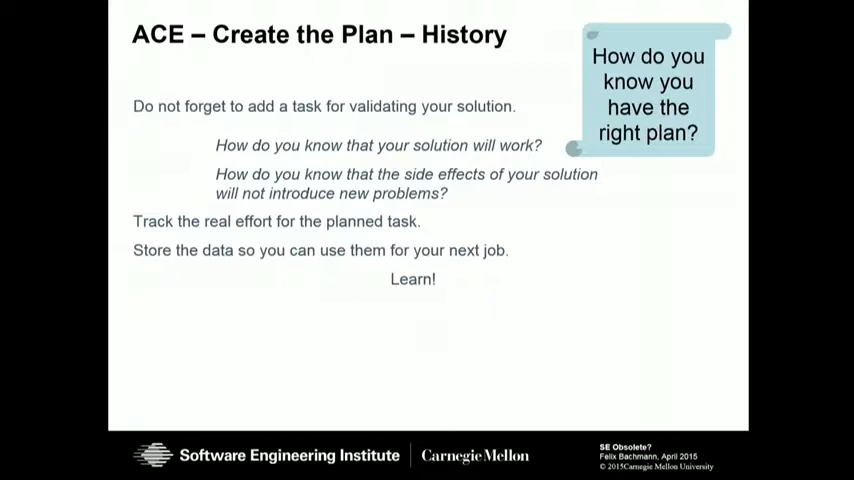 ACE – Create the Plan – History
How do you
know you
have the
right plan?
Do not forget to add a task for validating your solution.
How do you know that your solution will work?
How do you know that the side effects of your solution
will not introduce new problems?
Track the real effort for the planned task.
Store the data so you can use them for your next job.
Learn!
Software Engineering Institute
Carnegie Mellon
SE Obsolete?
Felix Bachmann, April 2015
© 2015Carnegie Mellon University